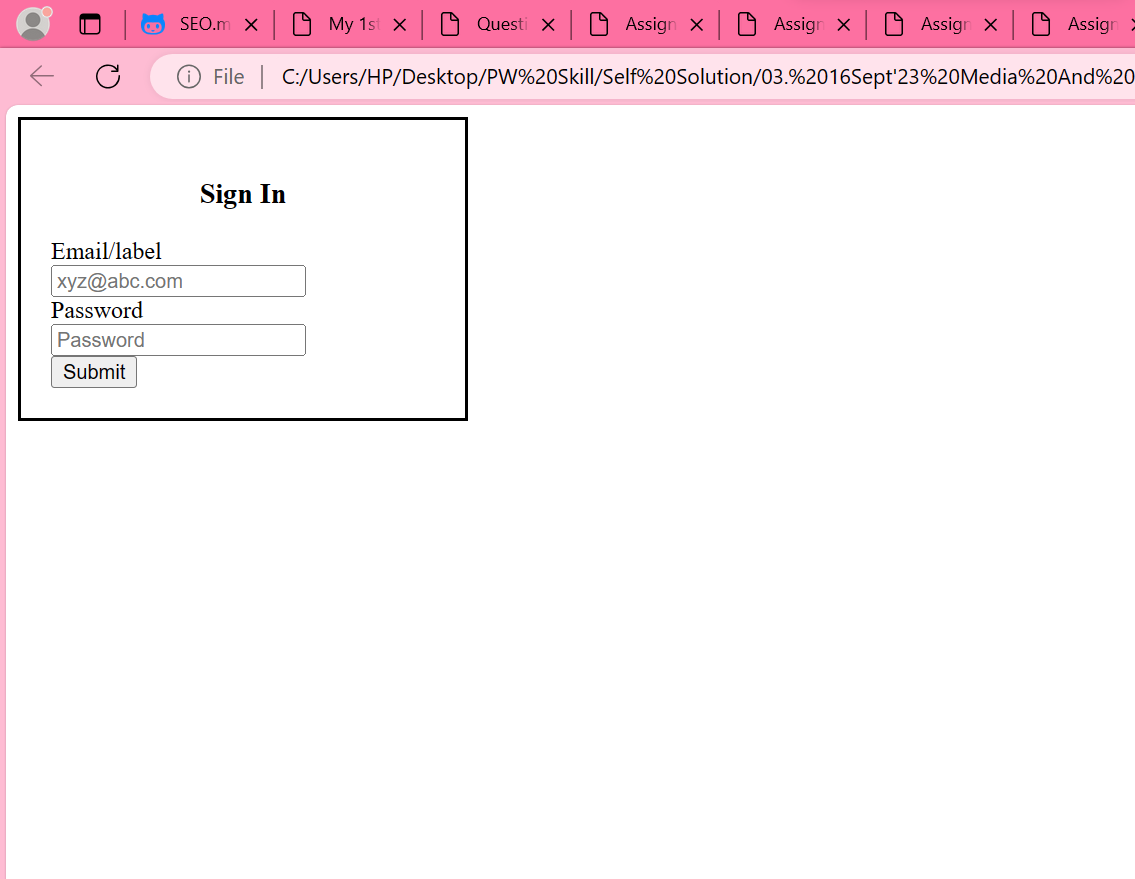 SEO.m
My 1st
Questi
Assign
Assign
Assign
Assign
File
C:/Users/HP/Desktop/PW%20Skill/Self%20Solution/03.%2016Sept'23%20Media%20And%20
Sign In
Email/label
xyz@abc.com
Password
Password
Submit